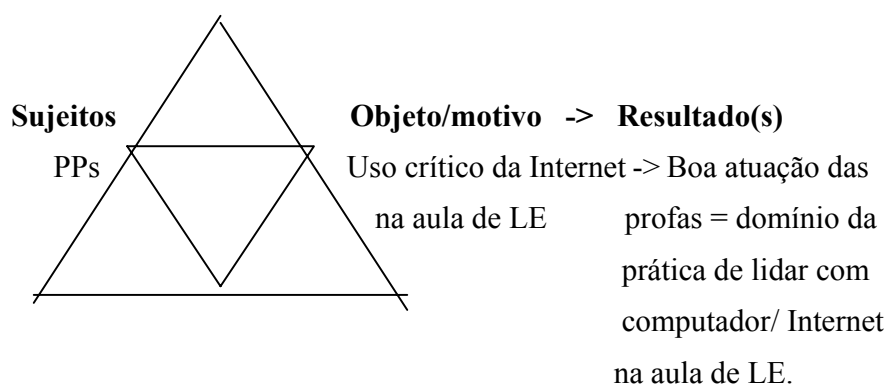 Sujeitos Objeto/motivo -> Resultado(s)
PPs Uso crítico da Internet -> Boa atuação das
na aula de LE profas = domínio da
prática de lidar com
computador/ Internet
na aula de LE.